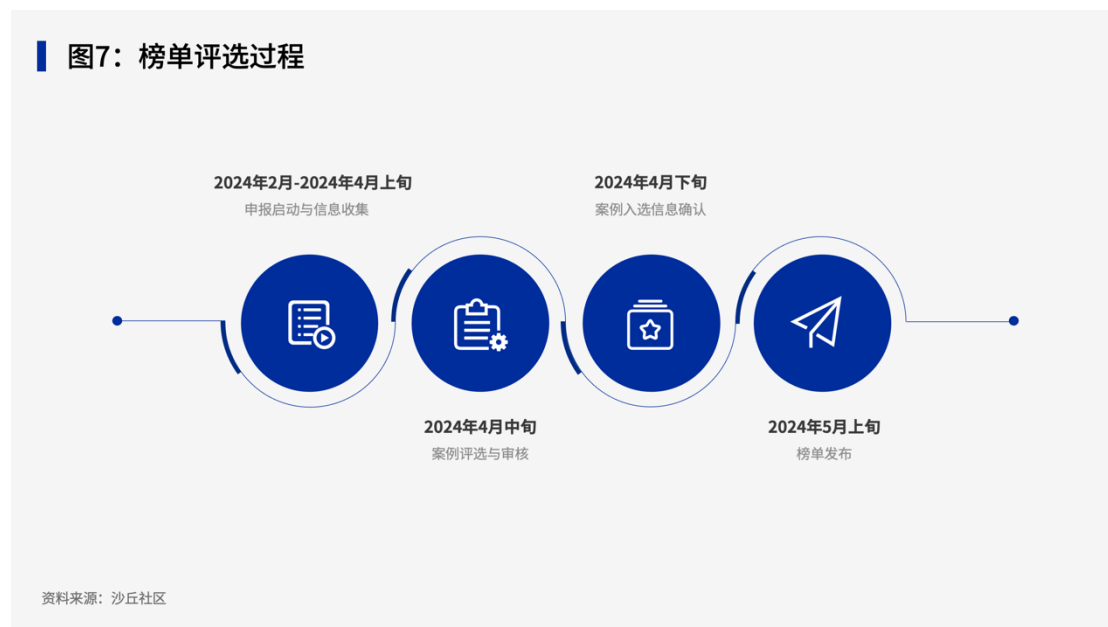 图7：榜单评选过程
2024年2月-2024年4月上旬
申报启动与信息收集
2024年4月中旬
案例评选与审核
2024年4月下旬
案例入选信息确认
2024年5月上旬
榜单发布
资料来源：沙丘社区